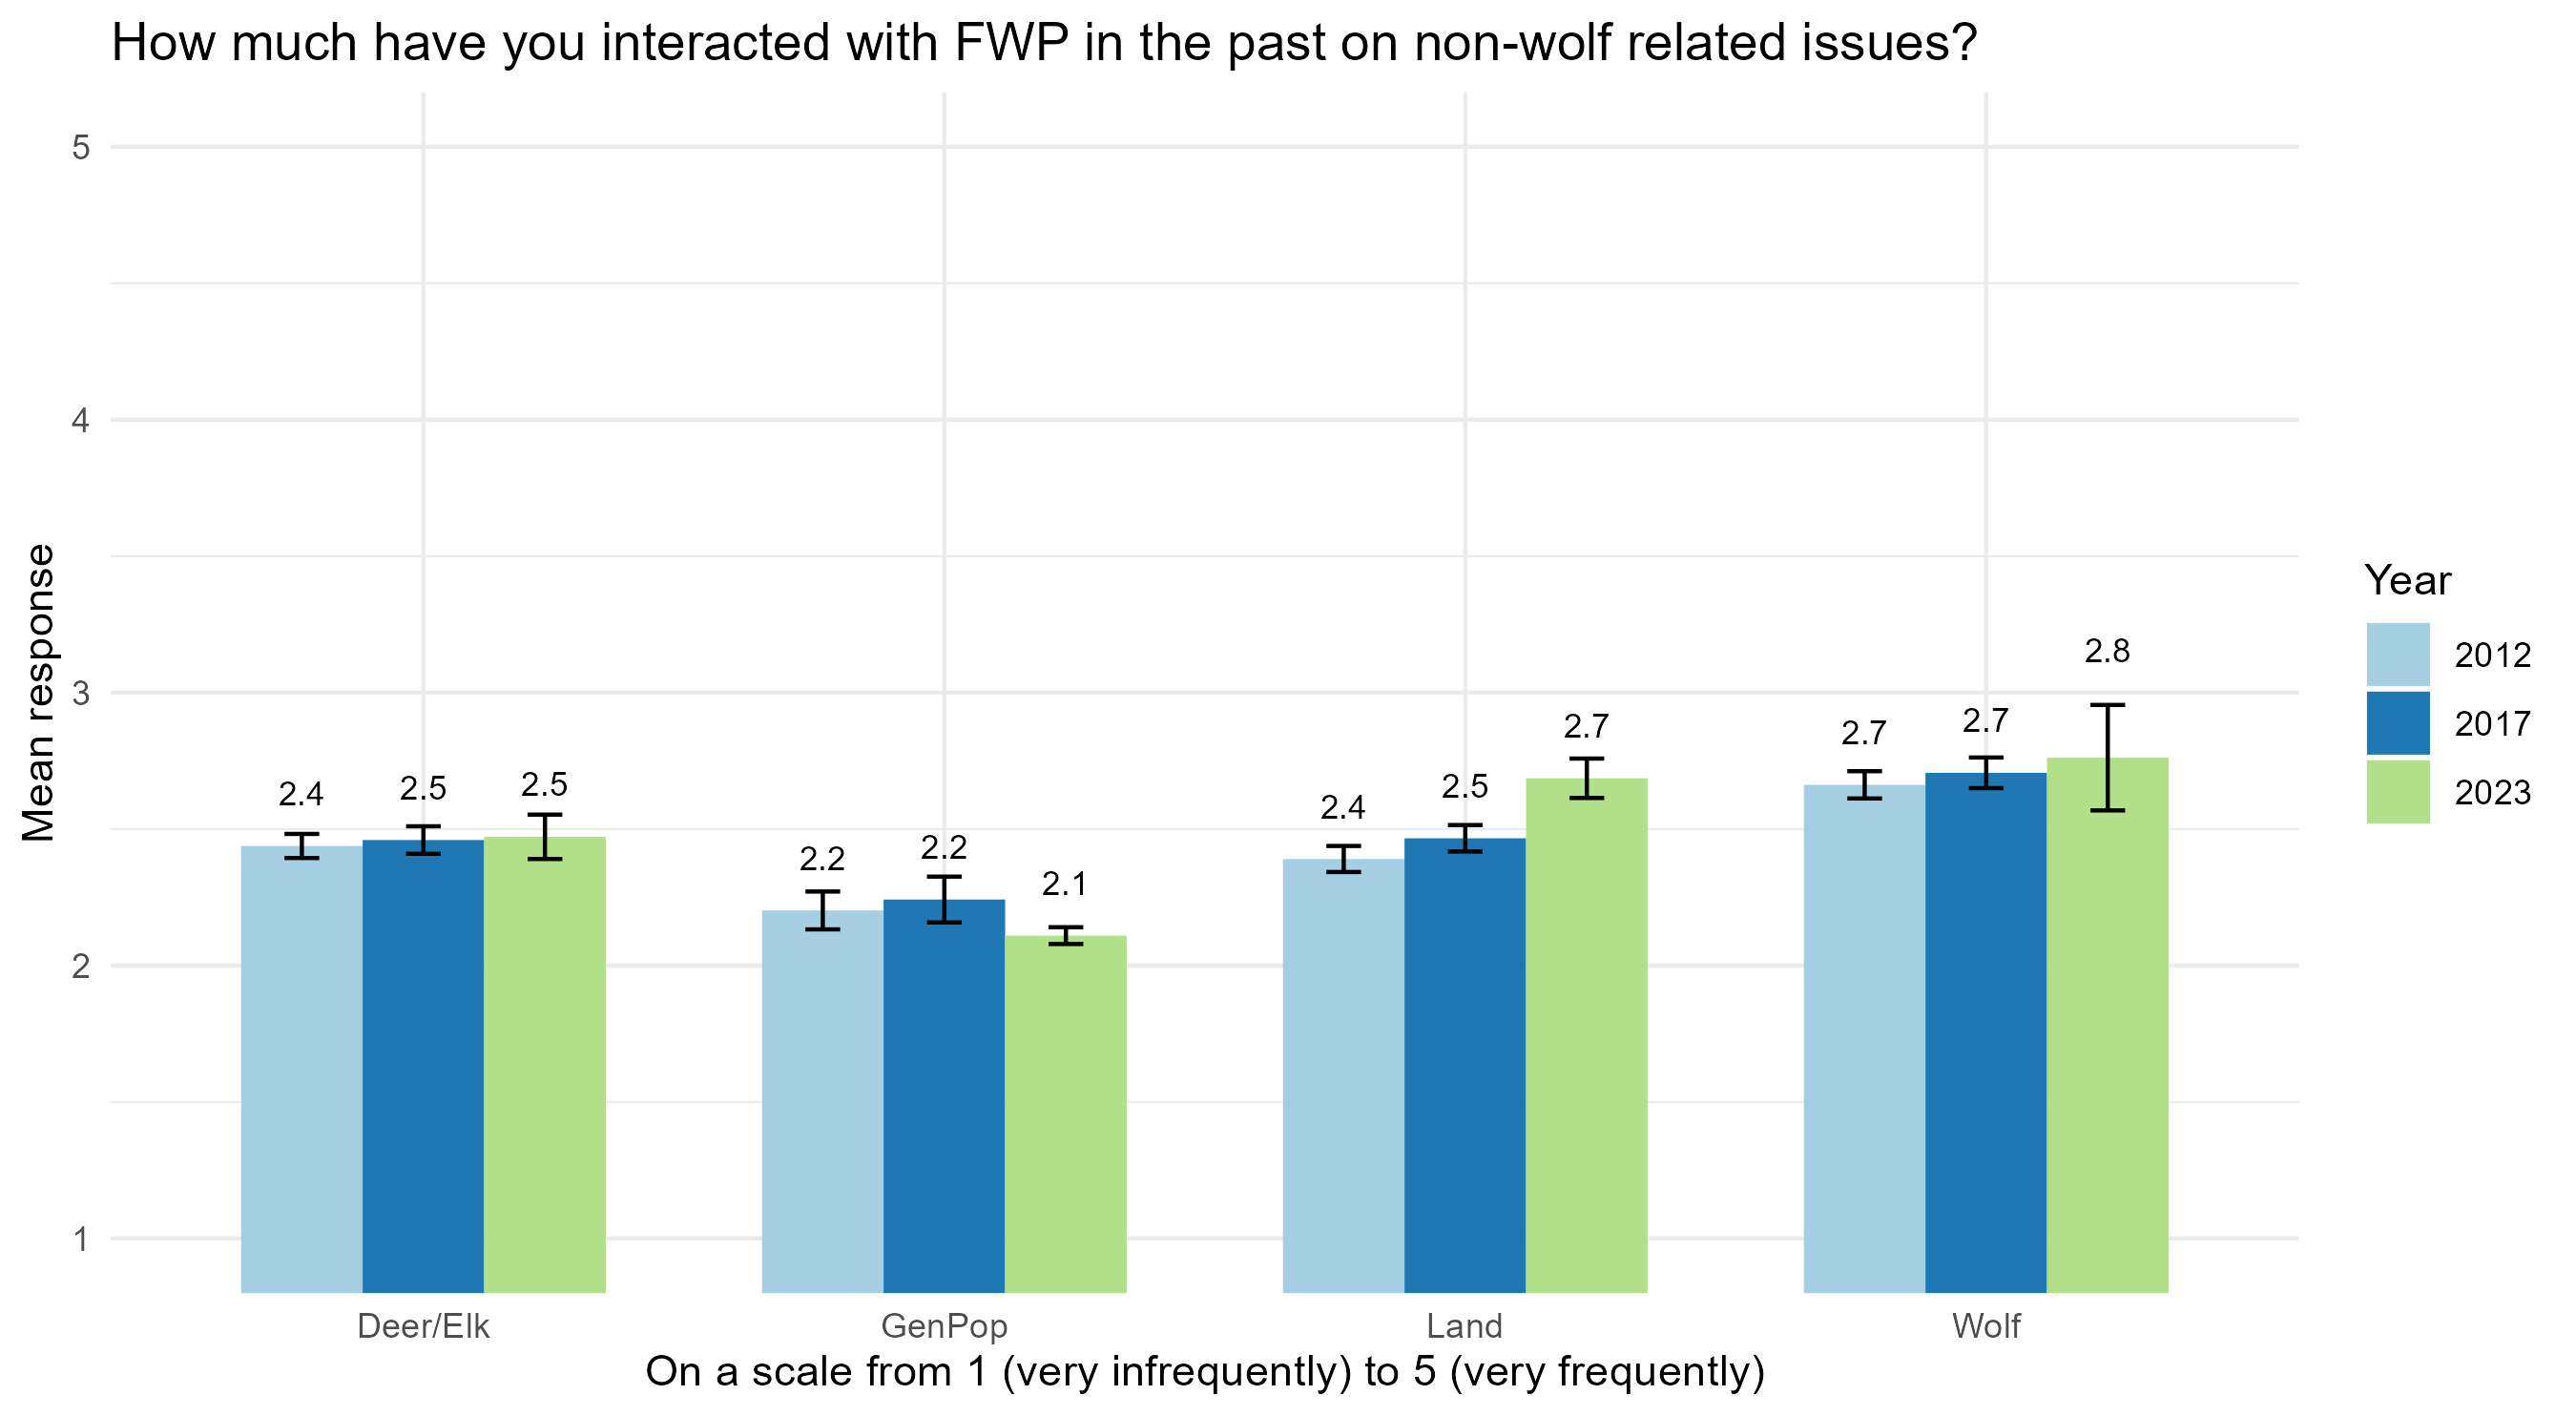 How much have you interacted with FWP in the past on non-wolf related issues?
Mean response
5
4
3
2
1
2.4
2.5
2.5
2.2
2.2
2.1
2.4
2.5
2.7
2.7
2.7
2.8
Deer/Elk
GenPop
Land
Wolf
On a scale from 1 (very infrequently) to 5 (very frequently)
Year
2012
2017
2023